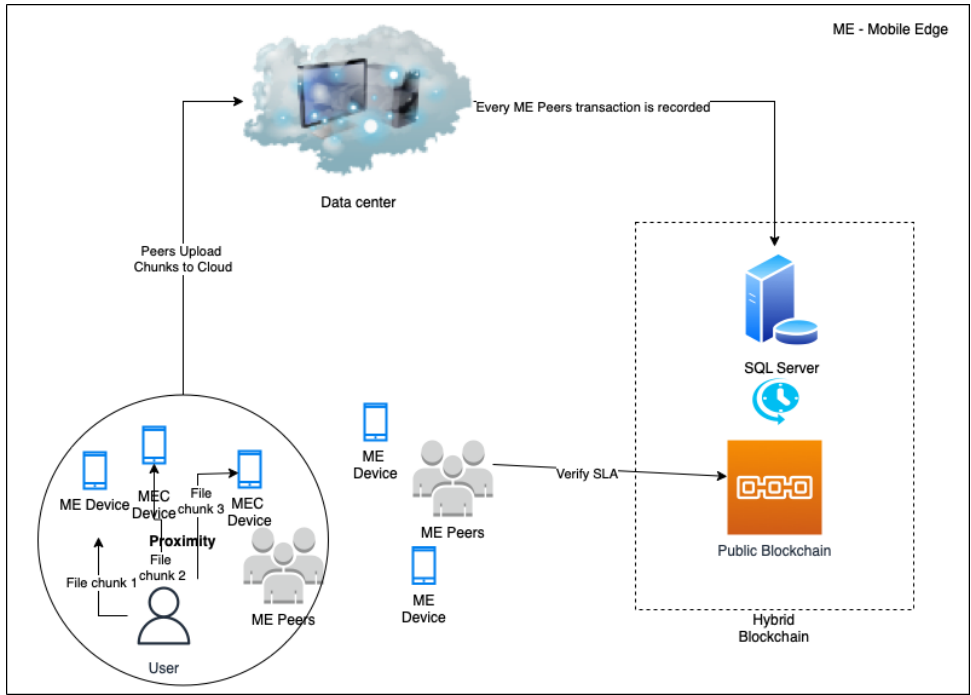 ME - Mobile Edge
Every ME Peers transaction is recorded
Data center
Peers Upload
Chunks to Cloud
SQL Server
ME
Device
ME Device
MEC
Device
File
chunk 3
MEC
Device
Verify SLA
ME Peers
Public Blockchain
Proximity
File
chunk 2
File chunk 1
ME Peers
ME
Device
User
Hybrid
Blockchain